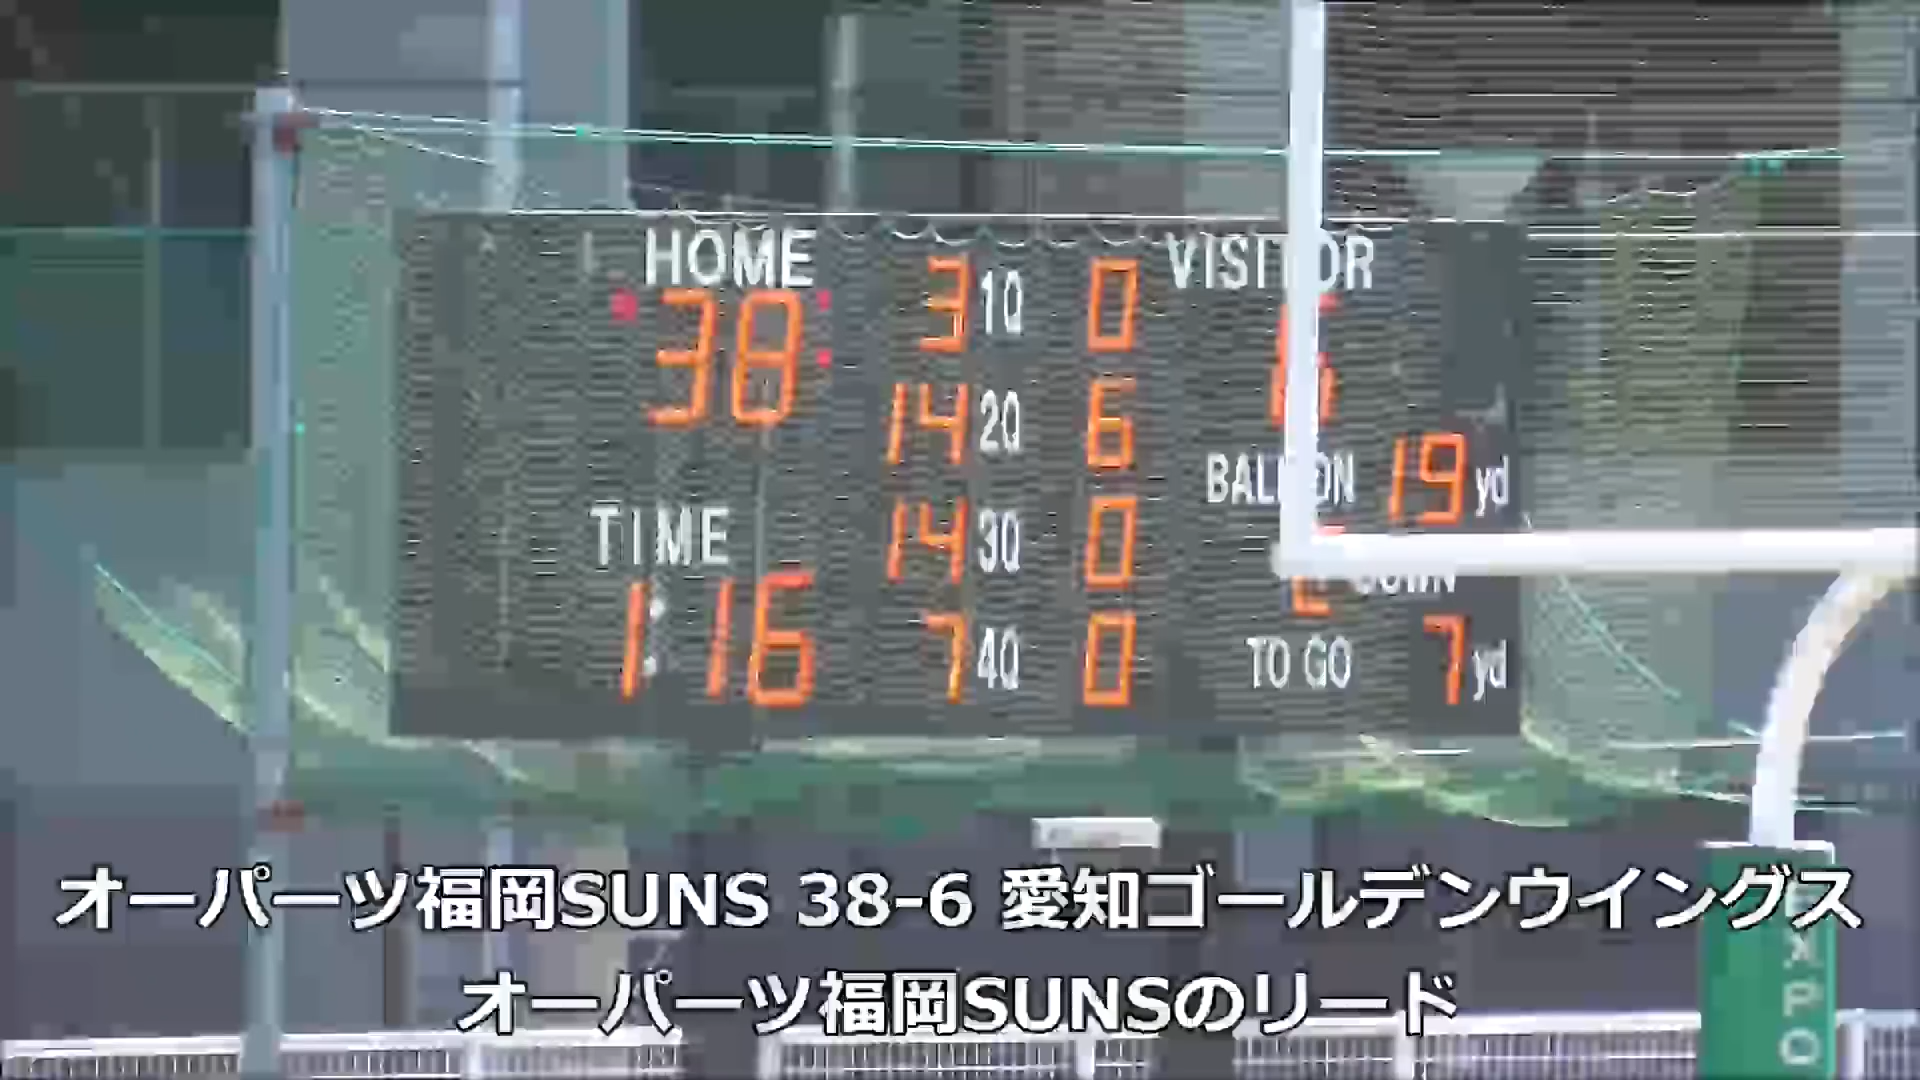 HOME
38
3 1Q 0
VISITOR
6
14 2Q 6
BALL ON 19 yd
TIME
1:16
14 3Q 0
DOWN
7 4Q 0
TO GO 7 yd
オーパーツ福岡SUNS 38-6 愛知ゴールデンウイングス
オーパーツ福岡SUNSのリード
EXPO